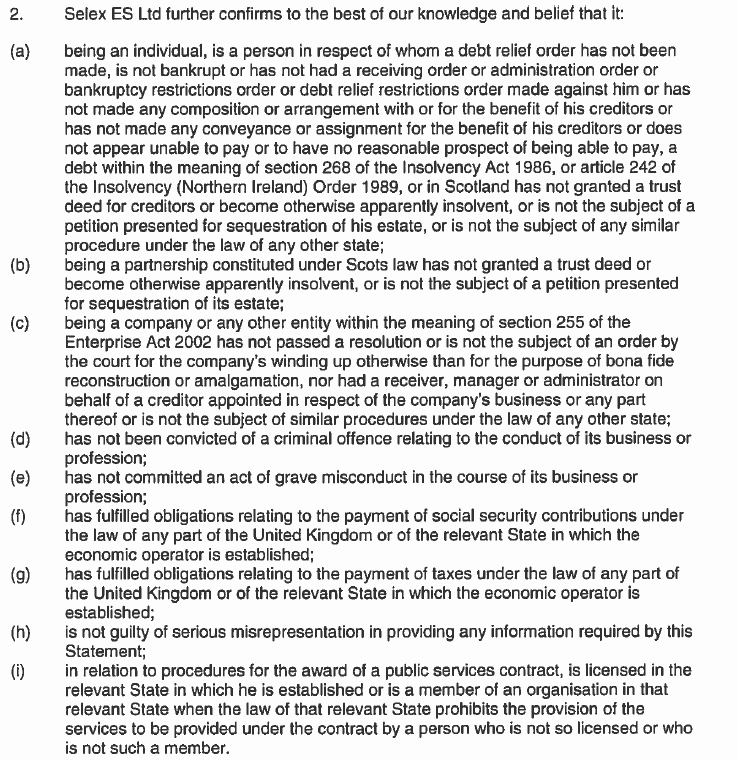 2. Selex ES Ltd further confirms to the best of our knowledge and belief that it:
(a) being an individual, is a person in respect of whom a debt relief order has not been
made, is not bankrupt or has not had a receiving order or administration order or
bankruptcy restrictions order or debt relief restrictions order made against him or has
not made any composition or arrangement with or for the benefit of his creditors or
has not made any conveyance or assignment for the benefit of his creditors or does
not appear unable to pay or to have no reasonable prospect of being able to pay, a
debt within the meaning of section 268 of the Insolvency Act 1986, or article 242 of
the Insolvency (Northern Ireland) Order 1989, or in Scotland has not granted a trust
deed for creditors or become otherwise apparently insolvent, or is not the subject of a
petition presented for sequestration of his estate, or is not the subject of any similar
procedure under the law of any other state;
(b) being a partnership constituted under Scots law has not granted a trust deed or
become otherwise apparently insolvent, or is not the subject of a petition presented
for sequestration of its estate;
(c) being a company or any other entity within the meaning of section 255 of the
Enterprise Act 2002 has not passed a resolution or is not the subject of an order by
the court for the company's winding up otherwise than for the purpose of bona fide
reconstruction or amalgamation, nor had a receiver, manager or administrator on
behalf of a creditor appointed in respect of the company's business or any part
thereof or is not the subject of similar procedures under the law of any other state;
(d) has not been convicted of a criminal offence relating to the conduct of its business or
profession;
(e) has not committed an act of grave misconduct in the course of its business or
profession;
(f) has fulfilled obligations relating to the payment of social security contributions under
the law of any part of the United Kingdom or of the relevant State in which the
economic operator is established;
(g) has fulfilled obligations relating to the payment of taxes under the law of any part of
the United Kingdom or of the relevant State in which the economic operator is
established;
(h) is not guilty of serious misrepresentation in providing any information required by this
Statement;
(i) in relation to procedures for the award of a public services contract, is licensed in the
relevant State in which he is established or is a member of an organisation in that
relevant State when the law of that relevant State prohibits the provision of the
services to be provided under the contract by a person who is not so licensed or who
is not such a member.